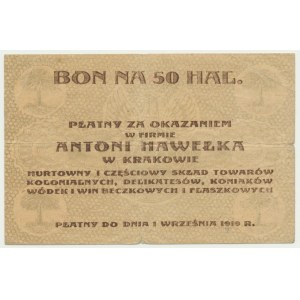 BON NA 50 HAL.
PŁATNY ZA OKAZANIEM
W FIRMIE
ANTONI HAWEŁKA
W KRAKOWIE
HURTOWNY I CZĘŚCIOWY SKŁAD TOWARÓW
KOLONIALNYCH, DELIKATESÓW, KONIAKÓW
WÓDEK I WIN BECZKOWYCH I FLASZKOWYCH
PŁATNY DO DNIA 1 WRZEŚNIA 1919 R.